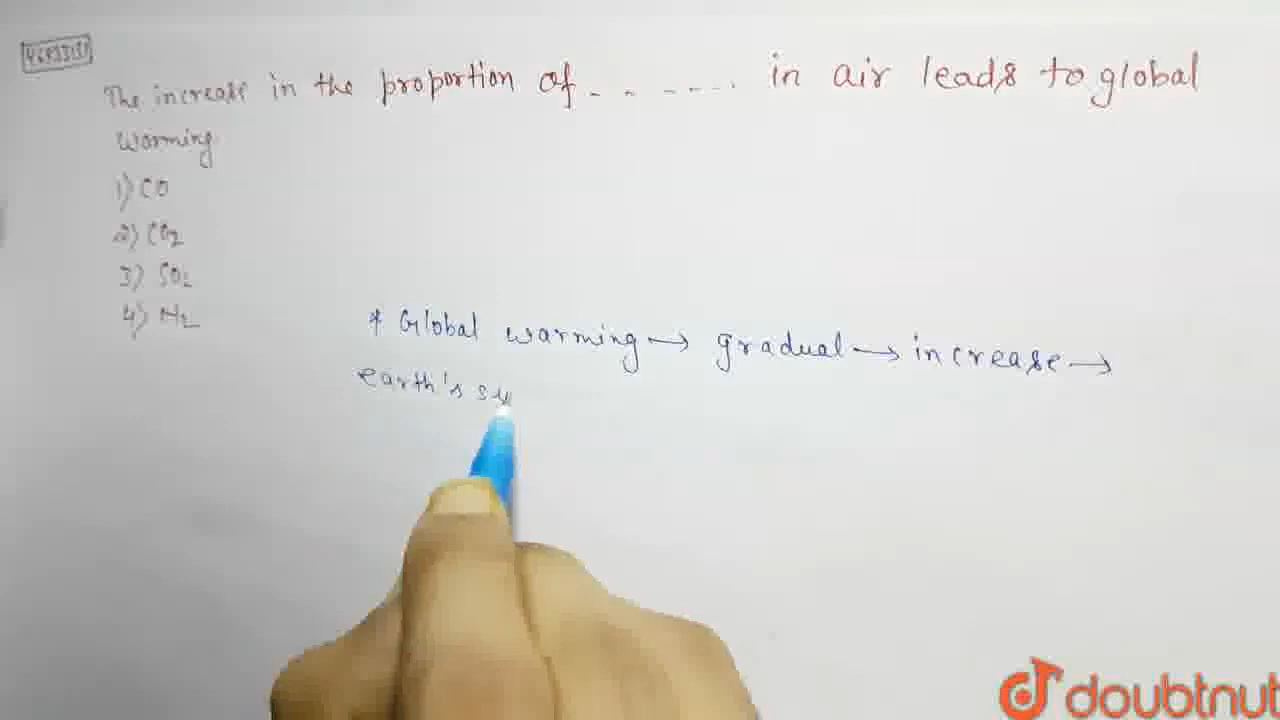 The increase in the proportion of - - - - - - in air leads to global
warming
1) CO
2) CO2
3) SO2
4) N2
* Global warming → gradual → increase →
earth's su
doubtnut